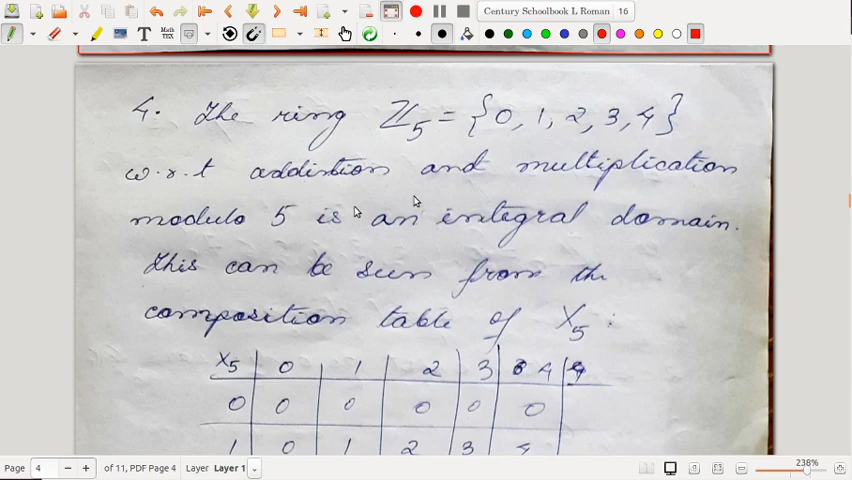 Century Schoolbook L Roman 16
T Math TEX
4. The ring ℤ5 = {0, 1, 2, 3, 4}
w.r.t addition and multiplication
modulo 5 is an integral domain.
This can be seen from the
composition table of X5 :
X5 | 0 | 1 | 2 | 3 | 4
0 | 0 | 0 | 0 | 0 | 0
1 | 0 | 1 | 2 | 3 | 4
Page 4 of 11, PDF Page 4 Layer Layer 1 238%